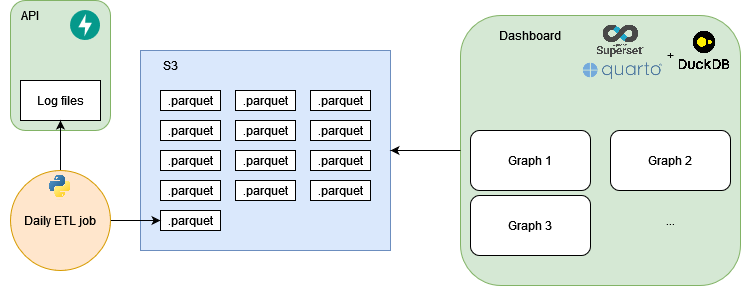 API
Log files
Daily ETL job
S3
.parquet .parquet .parquet
.parquet .parquet .parquet
.parquet .parquet .parquet
.parquet .parquet .parquet
.parquet
Dashboard
Superset
quarto
+
DuckDB
Graph 1
Graph 2
Graph 3
...